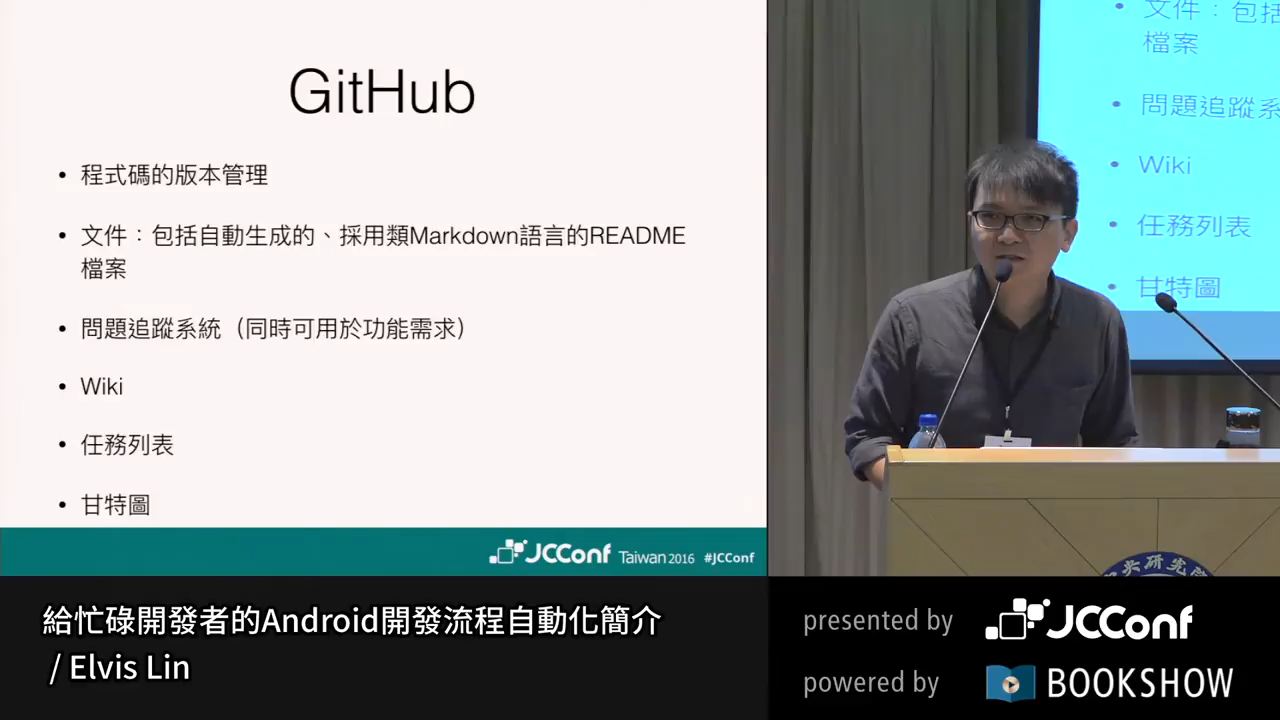 GitHub
• 程式碼的版本管理
• 文件：包括自動生成的、採用類Markdown語言的README
檔案
• 問題追蹤系統（同時可用於功能需求）
• Wiki
• 任務列表
• 甘特圖
JCConf Taiwan 2016 #JCConf
• 文件：包括
檔案
• 問題追蹤系
• Wiki
• 任務列表
• 甘特圖
中央研究院
給忙碌開發者的Android開發流程自動化簡介
/ Elvis Lin
presented by JCConf
powered by BOOKSHOW